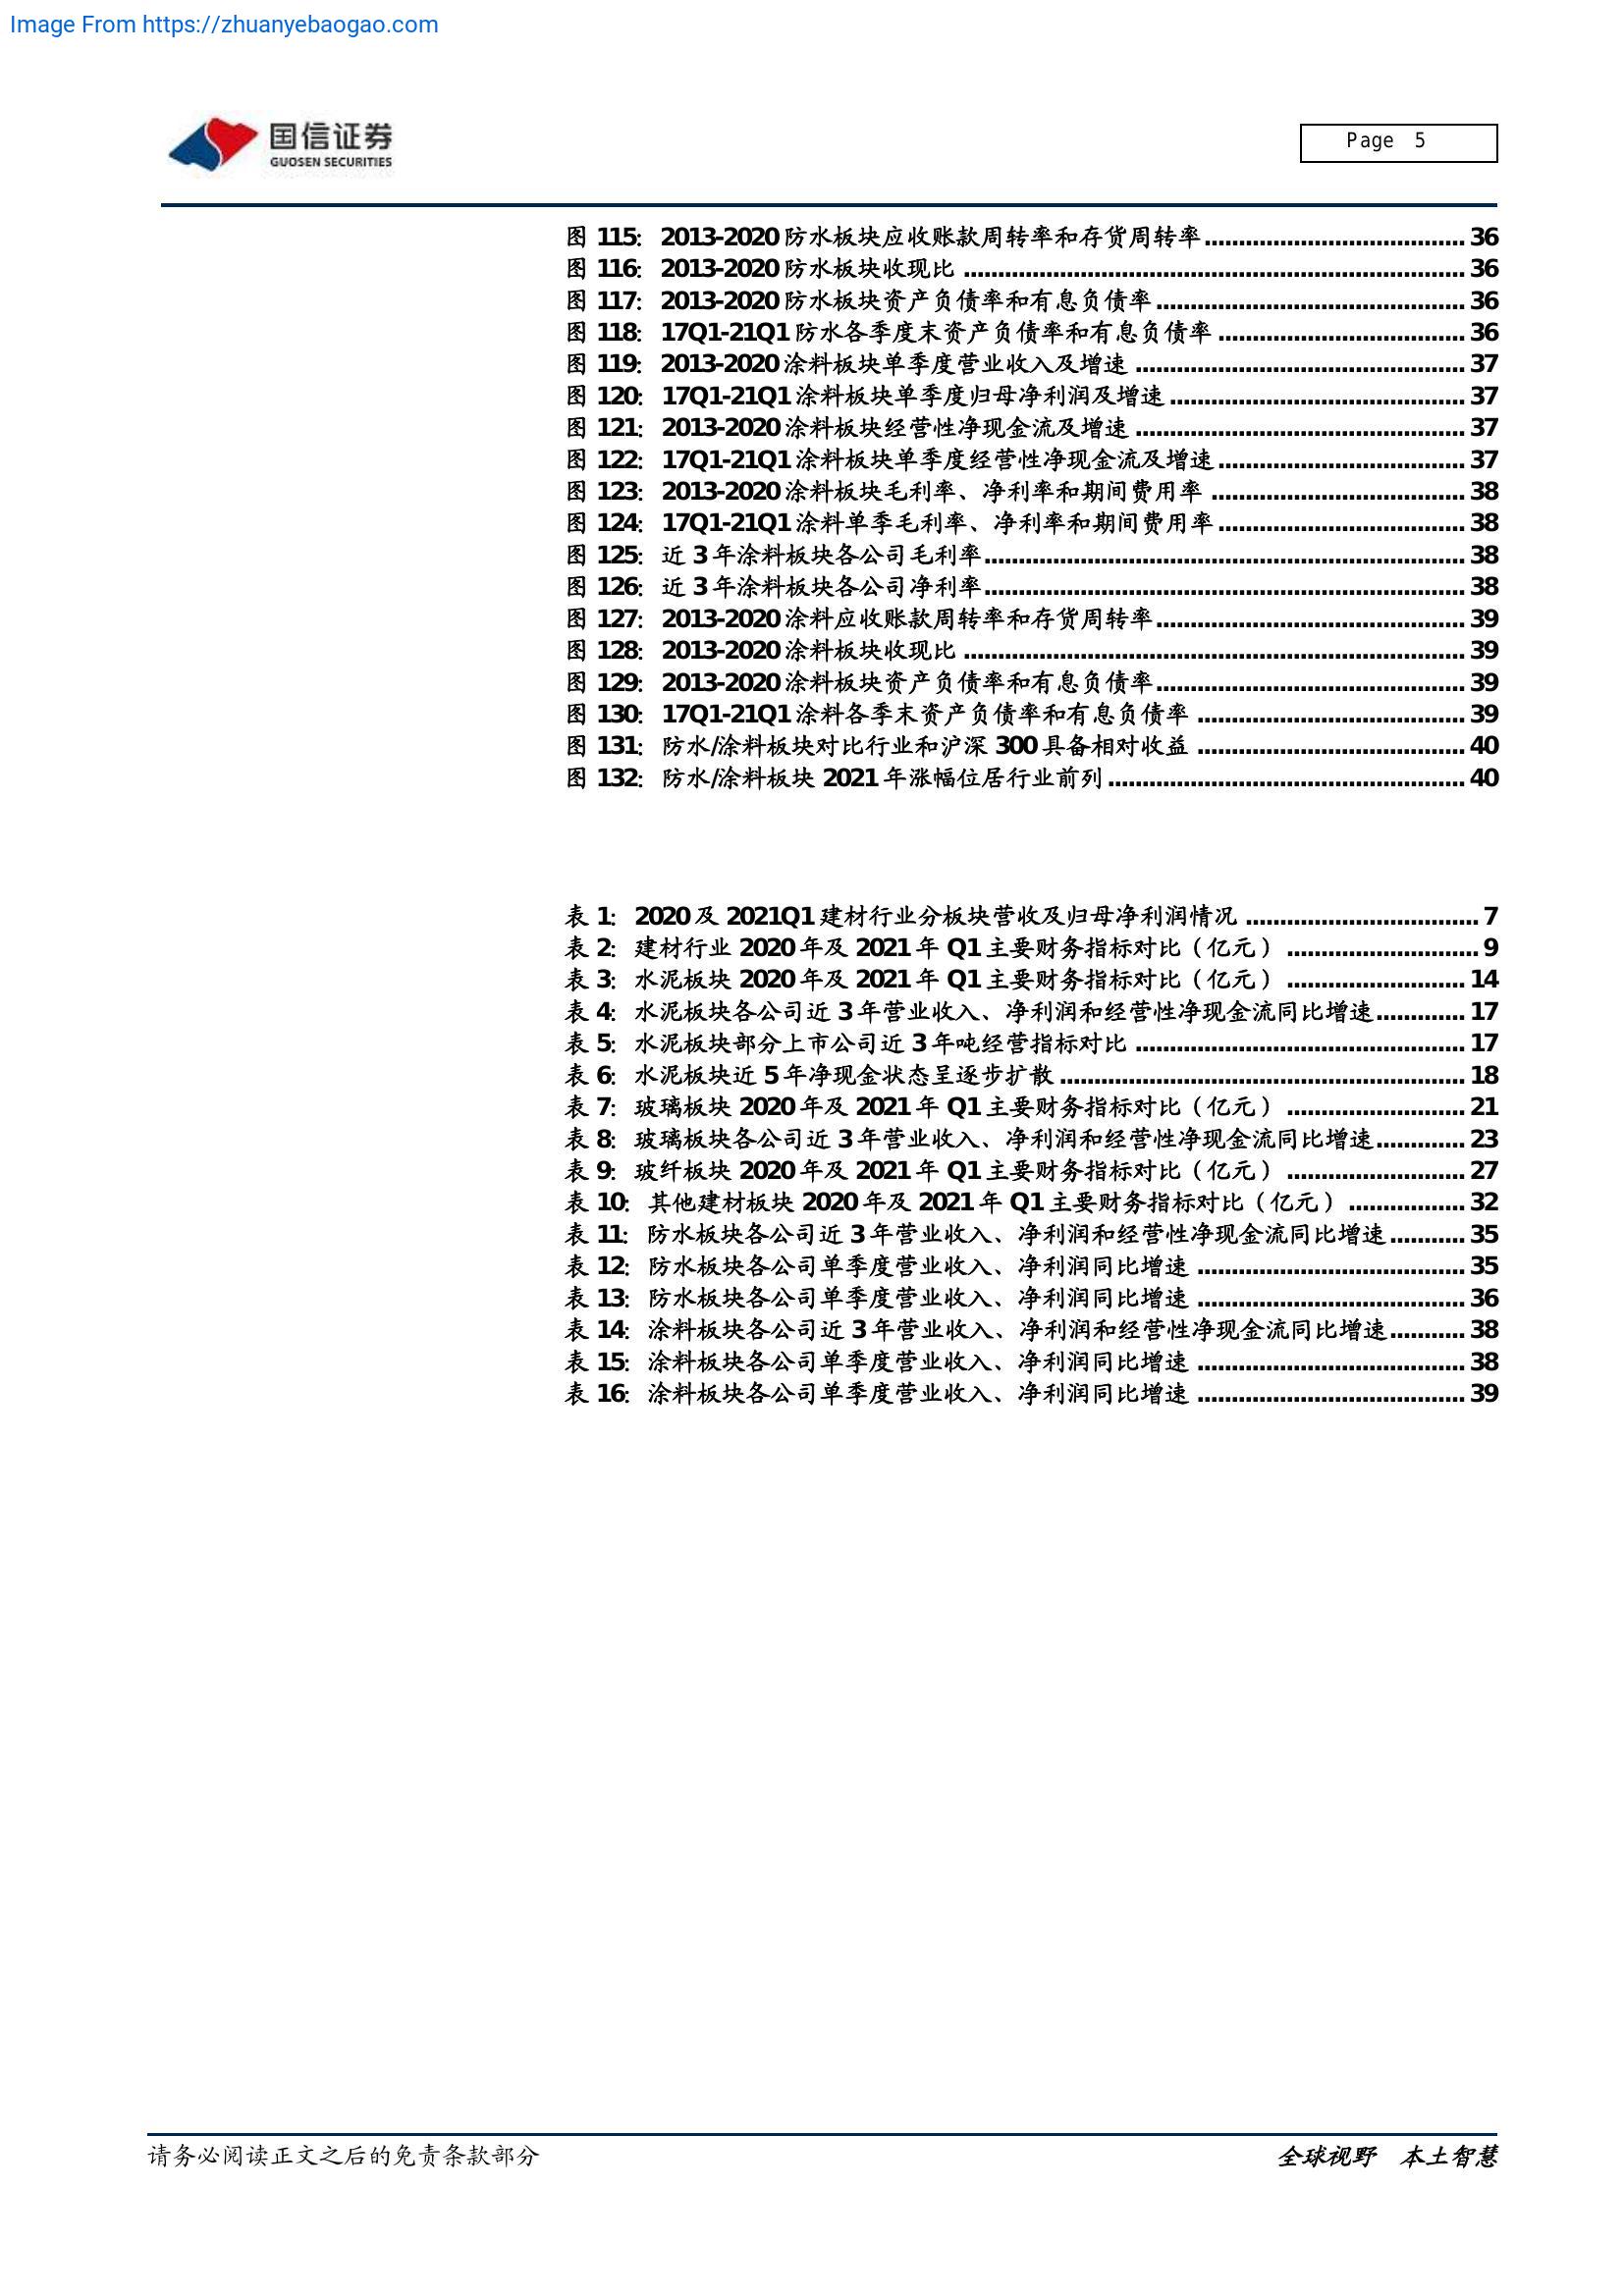 Image From https://zhuanyebaogao.com
国信证券
GUOSEN SECURITIES
Page 5
图 115: 2013-2020 防水板块应收账款周转率和存货周转率...................................... 36
图 116: 2013-2020 防水板块收现比 ......................................................................... 36
图 117: 2013-2020 防水板块资产负债率和有息负债率............................................. 36
图 118: 17Q1-21Q1 防水各季度末资产负债率和有息负债率 .................................... 36
图 119: 2013-2020 涂料板块单季度营业收入及增速 ................................................ 37
图 120: 17Q1-21Q1 涂料板块单季度归母净利润及增速........................................... 37
图 121: 2013-2020 涂料板块经营性净现金流及增速 ................................................ 37
图 122: 17Q1-21Q1 涂料板块单季度经营性净现金流及增速.................................... 37
图 123: 2013-2020 涂料板块毛利率、净利率和期间费用率 ..................................... 38
图 124: 17Q1-21Q1 涂料单季毛利率、净利率和期间费用率.................................... 38
图 125: 近 3 年涂料板块各公司毛利率...................................................................... 38
图 126: 近 3 年涂料板块各公司净利率...................................................................... 38
图 127: 2013-2020 涂料应收账款周转率和存货周转率............................................. 39
图 128: 2013-2020 涂料板块收现比 ......................................................................... 39
图 129: 2013-2020 涂料板块资产负债率和有息负债率............................................. 39
图 130: 17Q1-21Q1 涂料各季末资产负债率和有息负债率 ....................................... 39
图 131: 防水/涂料板块对比行业和沪深 300 具备相对收益 ....................................... 40
图 132: 防水/涂料板块 2021 年涨幅位居行业前列.................................................... 40
表 1: 2020 及 2021Q1 建材行业分板块营收及归母净利润情况 .................................. 7
表 2: 建材行业 2020 年及 2021 年 Q1 主要财务指标对比（亿元） ............................ 9
表 3: 水泥板块 2020 年及 2021 年 Q1 主要财务指标对比（亿元） .......................... 14
表 4: 水泥板块各公司近 3 年营业收入、净利润和经营性净现金流同比增速............. 17
表 5: 水泥板块部分上市公司近 3 年吨经营指标对比 ................................................ 17
表 6: 水泥板块近 5 年净现金状态呈逐步扩散 ........................................................... 18
表 7: 玻璃板块 2020 年及 2021 年 Q1 主要财务指标对比（亿元） .......................... 21
表 8: 玻璃板块各公司近 3 年营业收入、净利润和经营性净现金流同比增速............. 23
表 9: 玻纤板块 2020 年及 2021 年 Q1 主要财务指标对比（亿元） .......................... 27
表 10: 其他建材板块 2020 年及 2021 年 Q1 主要财务指标对比（亿元） ................. 32
表 11: 防水板块各公司近 3 年营业收入、净利润和经营性净现金流同比增速........... 35
表 12: 防水板块各公司单季度营业收入、净利润同比增速 ....................................... 35
表 13: 防水板块各公司单季度营业收入、净利润同比增速 ....................................... 36
表 14: 涂料板块各公司近 3 年营业收入、净利润和经营性净现金流同比增速........... 38
表 15: 涂料板块各公司单季度营业收入、净利润同比增速 ....................................... 38
表 16: 涂料板块各公司单季度营业收入、净利润同比增速 ....................................... 39
请务必阅读正文之后的免责条款部分
全球视野 本土智慧